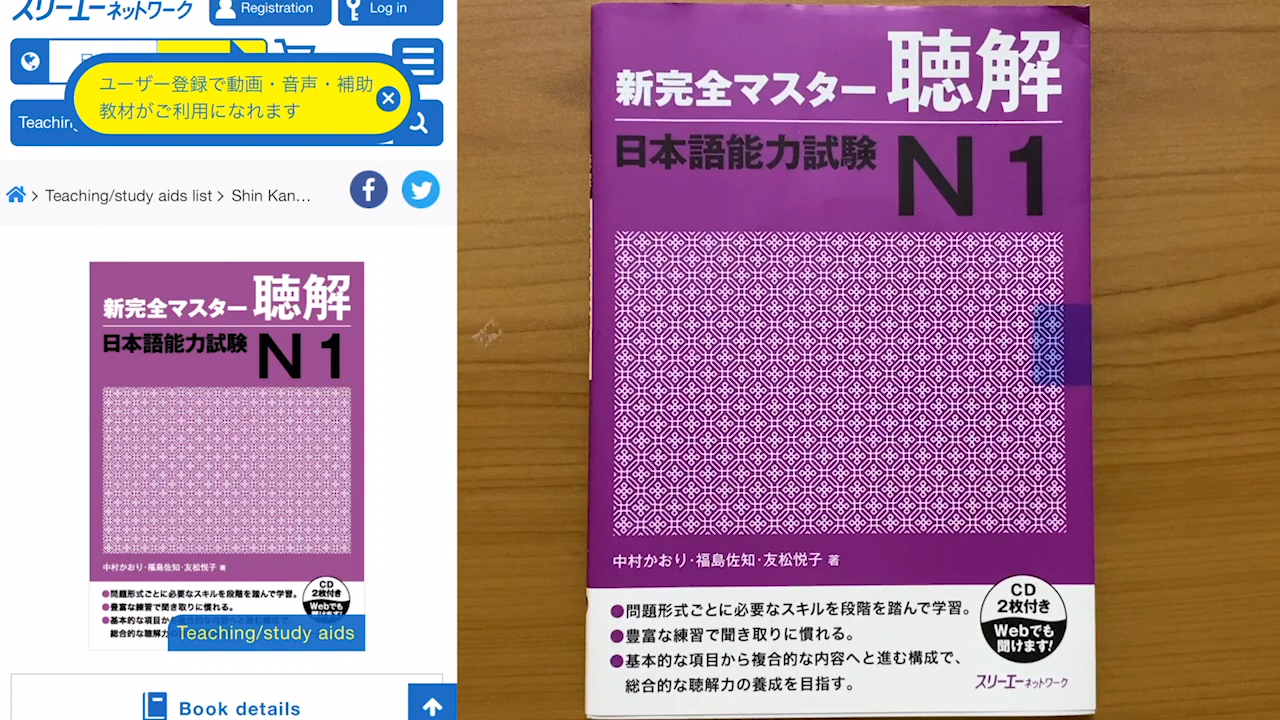 スリーエーネットワーク
Registration
Log in
ユーザー登録で動画・音声・補助
教材がご利用になれます
Teaching
Teaching/study aids list
Shin Kan…
新完全マスター 聴解
日本語能力試験 N1
中村かおり・福島佐知・友松悦子 著
●問題形式ごとに必要なスキルを段階を踏んで学習。
●豊富な練習で聞き取りに慣れる。
●基本的な項目から複合的な内容へと進む構成で、
総合的な聴解力
CD
2枚付き
Webでも
聞けます!
Teaching/study aids
Book details
新完全マスター 聴解
日本語能力試験 N1
中村かおり・福島佐知・友松悦子 著
●問題形式ごとに必要なスキルを段階を踏んで学習。
●豊富な練習で聞き取りに慣れる。
●基本的な項目から複合的な内容へと進む構成で、
総合的な聴解力の養成を目指す。
CD
2枚付き
Webでも
聞けます!
スリーエーネットワーク